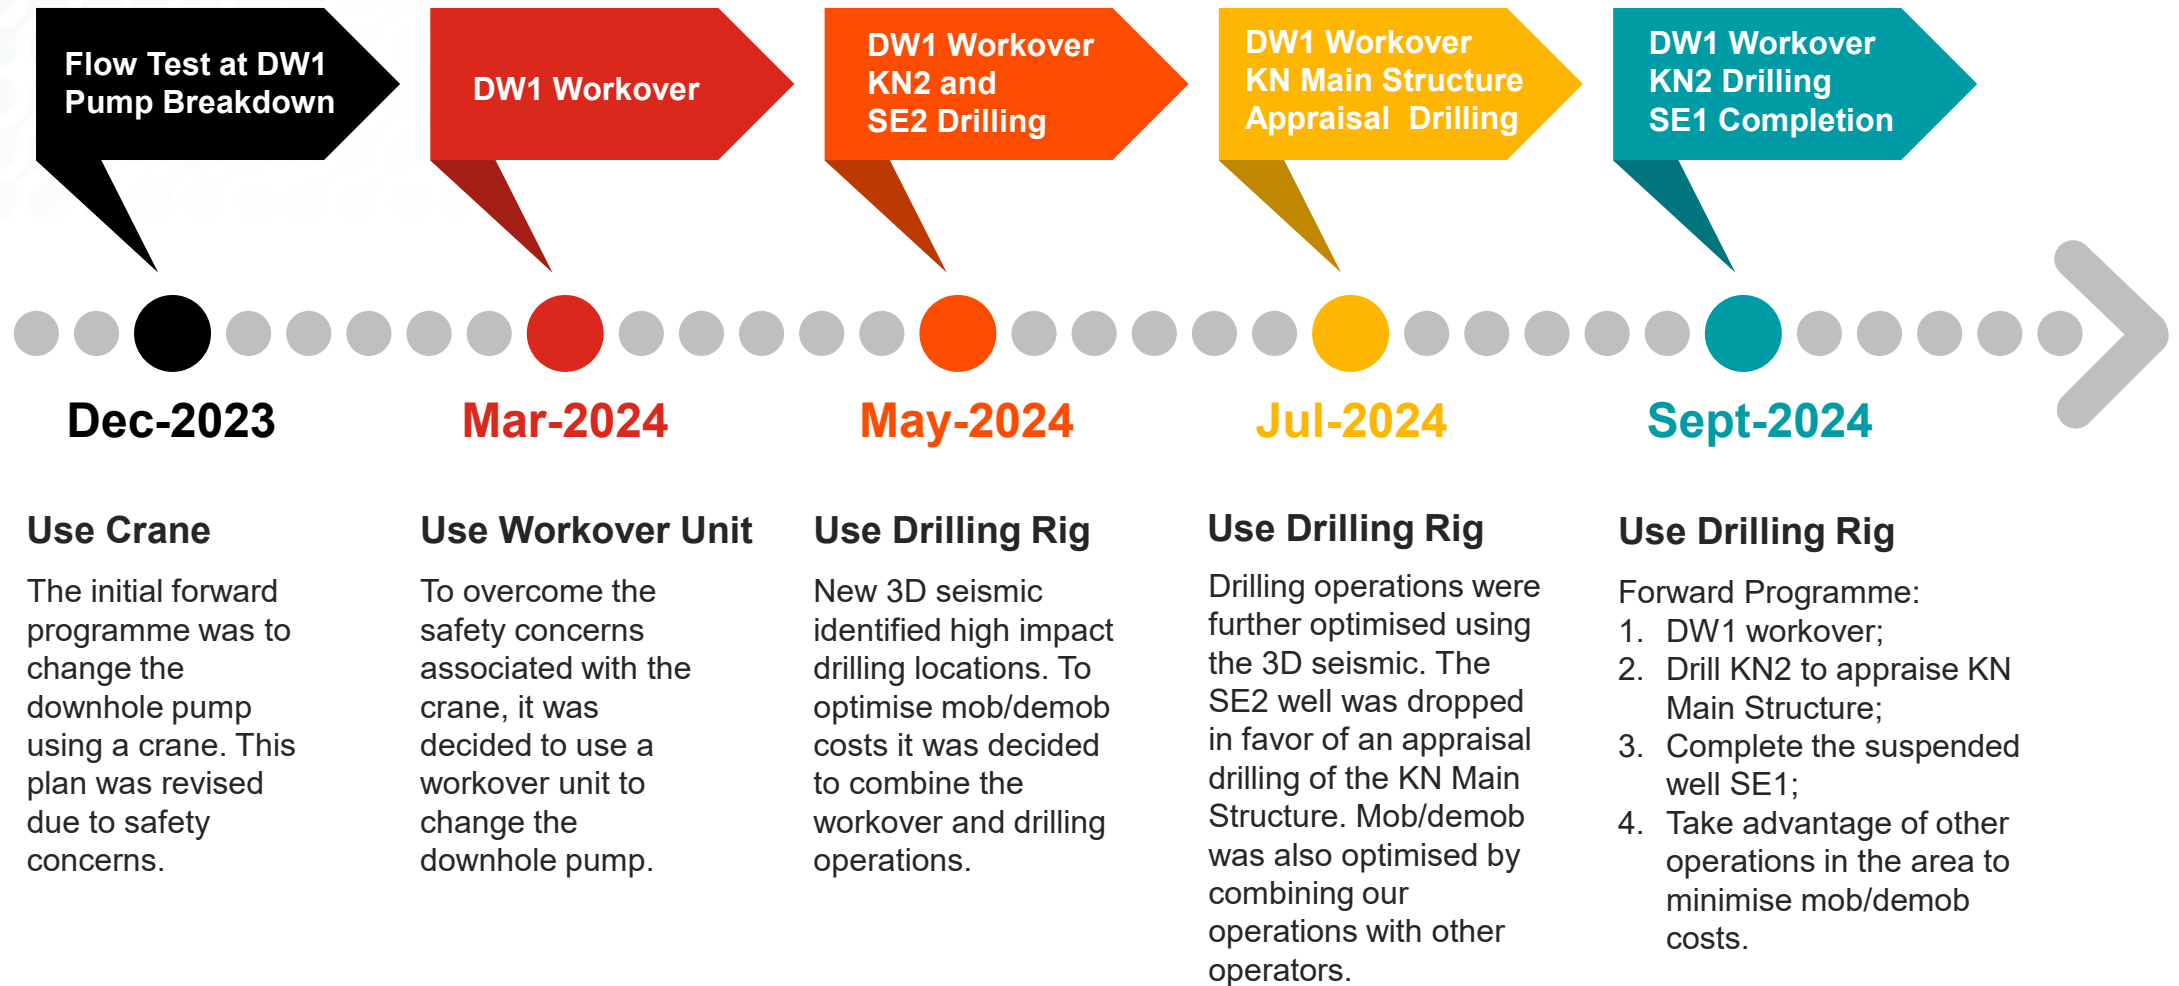 Flow Test at DW1
Pump Breakdown
DW1 Workover
DW1 Workover
KN2 and
SE2 Drilling
DW1 Workover
KN Main Structure
Appraisal  Drilling
DW1 Workover
KN2 Drilling
SE1 Completion
Dec-2023
Mar-2024
May-2024
Jul-2024
Sept-2024
Use Crane
The initial forward
programme was to
change the
downhole pump
using a crane. This
plan was revised
due to safety
concerns.
Use Workover Unit
To overcome the
safety concerns
associated with the
crane, it was
decided to use a
workover unit to
change the
downhole pump.
Use Drilling Rig
New 3D seismic
identified high impact
drilling locations. To
optimise mob/demob
costs it was decided
to combine the
workover and drilling
operations.
Use Drilling Rig
Drilling operations were
further optimised using
the 3D seismic. The
SE2 well was dropped
in favor of an appraisal
drilling of the KN Main
Structure. Mob/demob
was also optimised by
combining our
operations with other
operators.
Use Drilling Rig
Forward Programme:
1. DW1 workover;
2. Drill KN2 to appraise KN
Main Structure;
3. Complete the suspended
well SE1;
4. Take advantage of other
operations in the area to
minimise mob/demob
costs.